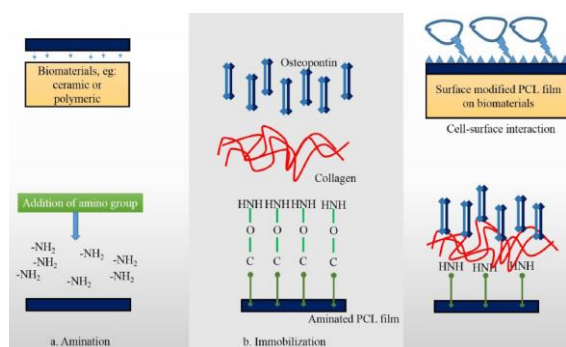 Biomaterials, eg:
ceramic or
polymeric
Addition of amino group
-NH2
-NH2
-NH2
-NH2
-NH2
-NH2
-NH2
a. Amination
Osteopontin
Collagen
HNH HNH HNH HNH
O O O O
C C C C
Aminated PCL film
b. Immobilization
Surface modified PCL film
on biomaterials
Cell-surface interaction
HNH HNH HNH